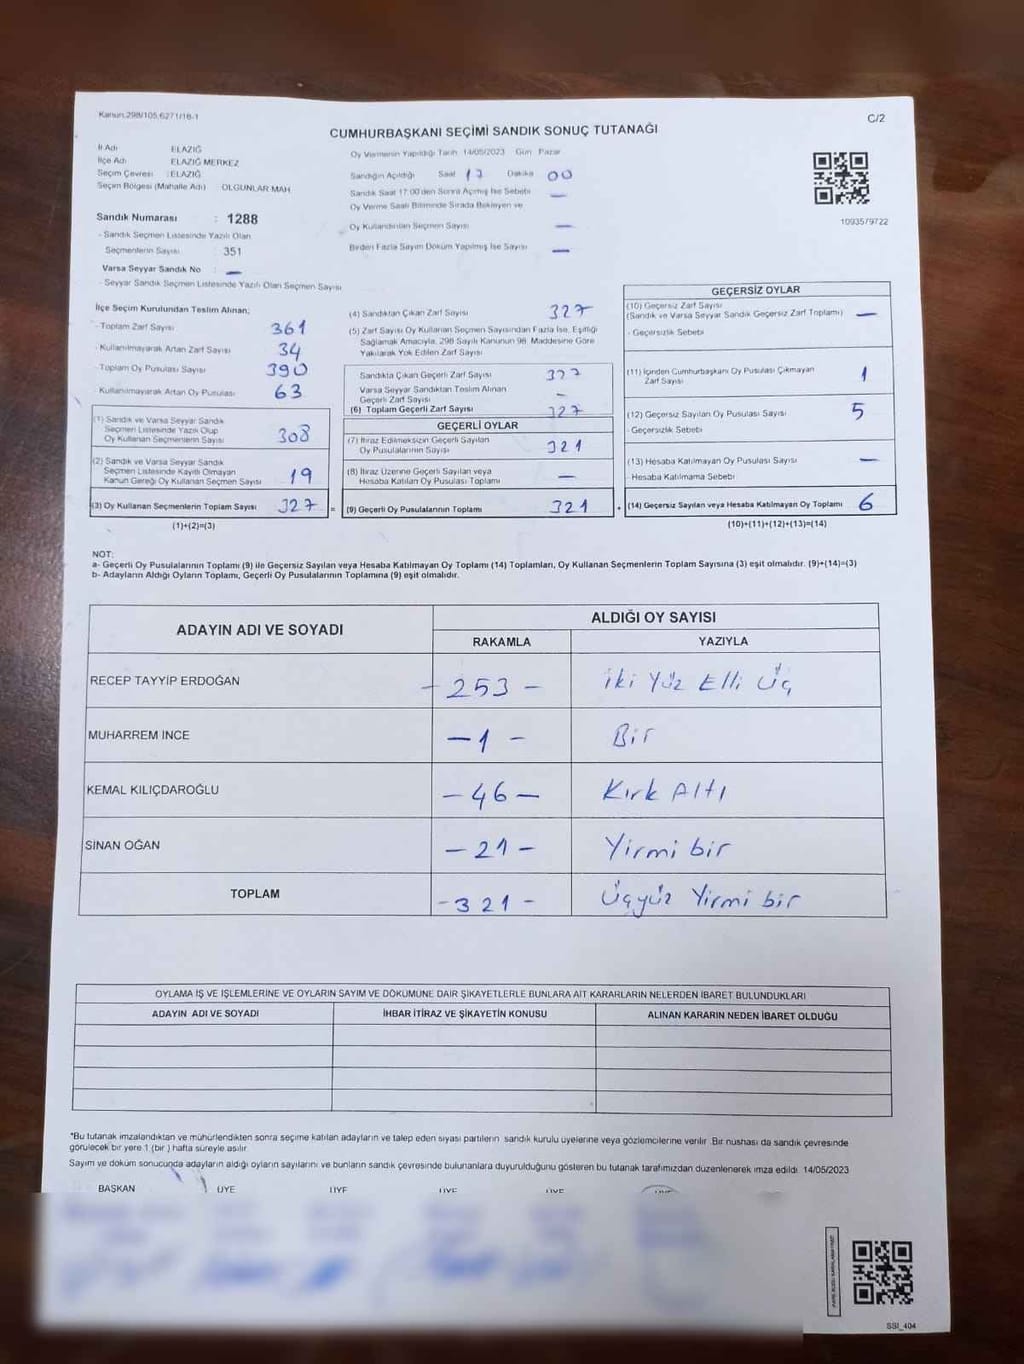 Kanun.298/105,6271/18-1
C/2
CUMHURBAŞKANI SEÇİMİ SANDIK SONUÇ TUTANAĞI
İl Adı : ELAZIĞ
İlçe Adı : ELAZIĞ MERKEZ
Seçim Çevresi : ELAZIĞ
Seçim Bölgesi (Mahalle Adı) OLGUNLAR MAH.
Sandık Numarası : 1288
- Sandık Seçmen Listesinde Yazılı Olan
Seçmenlerin Sayısı : 351
Varsa Seyyar Sandık No : —
- Seyyar Sandık Seçmen Listesinde Yazılı Olan Seçmen Sayısı
Oy Vermenin Yapıldığı Tarih 14/05/2023 Gün Pazar
Sandığın Açıldığı Saat 17 Dakika 00
Sandık Saat 17:00'den Sonra Açılmış İse Sebebi —
Oy Verme Saati Bitiminde Sırada Bekleyen ve
Oy Kullandırılan Seçmen Sayısı —
Birden Fazla Sayım Döküm Yapılmış İse Sayısı —
1093579722
İlçe Seçim Kurulundan Teslim Alınan;
- Toplam Zarf Sayısı 361
- Kullanılmayarak Artan Zarf Sayısı 34
Toplam Oy Pusulası Sayısı 390
Kullanılmayarak Artan Oy Pusulası 63
(1) Sandık ve Varsa Seyyar Sandık
Seçmen Listesinde Yazılı Olup
Oy Kullanan Seçmenlerin Sayısı 308
(2) Sandık ve Varsa Seyyar Sandık
Seçmen Listesinde Kayıtlı Olmayan
Kanun Gereği Oy Kullanan Seçmen Sayısı 19
(3) Oy Kullanan Seçmenlerin Toplam Sayısı 327 =
(1)+(2)=(3)
(4) Sandıktan Çıkan Zarf Sayısı 327
(5) Zarf Sayısı Oy Kullanan Seçmen Sayısından Fazla İse, Eşitliği
Sağlamak Amacıyla, 298 Sayılı Kanunun 98. Maddesine Göre
Yakılarak Yok Edilen Zarf Sayısı
Sandıkta Çıkan Geçerli Zarf Sayısı 327
Varsa Seyyar Sandıktan Teslim Alınan
Geçerli Zarf Sayısı —
(6) Toplam Geçerli Zarf Sayısı 327
GEÇERLİ OYLAR
(7) İtiraz Edilmeksizin Geçerli Sayılan
Oy Pusulalarının Sayısı 321
(8) İtiraz Üzerine Geçerli Sayılan veya
Hesaba Katılan Oy Pusulası Toplamı —
(9) Geçerli Oy Pusulalarının Toplamı 321 +
GEÇERSİZ OYLAR
(10) Geçersiz Zarf Sayısı
(Sandık ve Varsa Seyyar Sandık Geçersiz Zarf Toplamı) —
- Geçersizlik Sebebi
(11) İçinden Cumhurbaşkanı Oy Pusulası Çıkmayan
Zarf Sayısı 1
(12) Geçersiz Sayılan Oy Pusulası Sayısı 5
- Geçersizlik Sebebi
(13) Hesaba Katılmayan Oy Pusulası Sayısı —
- Hesaba Katılmama Sebebi
(14) Geçersiz Sayılan veya Hesaba Katılmayan Oy Toplamı 6
(10)+(11)+(12)+(13)=(14)
NOT:
a- Geçerli Oy Pusulalarının Toplamı (9) ile Geçersiz Sayılan veya Hesaba Katılmayan Oy Toplamı (14) Toplamları, Oy Kullanan Seçmenlerin Toplam Sayısına (3) eşit olmalıdır. (9)+(14)=(3)
b- Adayların Aldığı Oyların Toplamı, Geçerli Oy Pusulalarının Toplamına (9) eşit olmalıdır.
ADAYIN ADI VE SOYADI
ALDIĞI OY SAYISI
RAKAMLA YAZIYLA
RECEP TAYYİP ERDOĞAN - 253 - İki Yüz Elli Üç
MUHARREM İNCE - 1 - Bir
KEMAL KILIÇDAROĞLU - 46 - Kırk Altı
SİNAN OĞAN - 21 - Yirmi bir
TOPLAM - 321 - Üçyüz Yirmi bir
OYLAMA İŞ VE İŞLEMLERİNE VE OYLARIN SAYIM VE DÖKÜMÜNE DAİR ŞİKAYETLERLE BUNLARA AİT KARARLARIN NELERDEN İBARET BULUNDUKLARI
ADAYIN ADI VE SOYADI İHBAR İTİRAZ VE ŞİKAYETİN KONUSU ALINAN KARARIN NEDEN İBARET OLDUĞU
*Bu tutanak imzalandıktan ve mühürlendikten sonra seçime katılan adayların ve talep eden siyasi partilerin sandık kurulu üyelerine veya gözlemcilerine verilir. Bir nüshası da sandık çevresinde
görülecek bir yere 1 (bir) hafta süreyle asılır.
Sayım ve döküm sonucunda adayların aldığı oyların sayılarını ve bunların sandık çevresinde bulunanlara duyurulduğunu gösteren bu tutanak tarafımızdan düzenlenerek imza edildi. 14/05/2023
BAŞKAN ÜYE ÜYE ÜYE ÜYE ÜYE
SSI_404